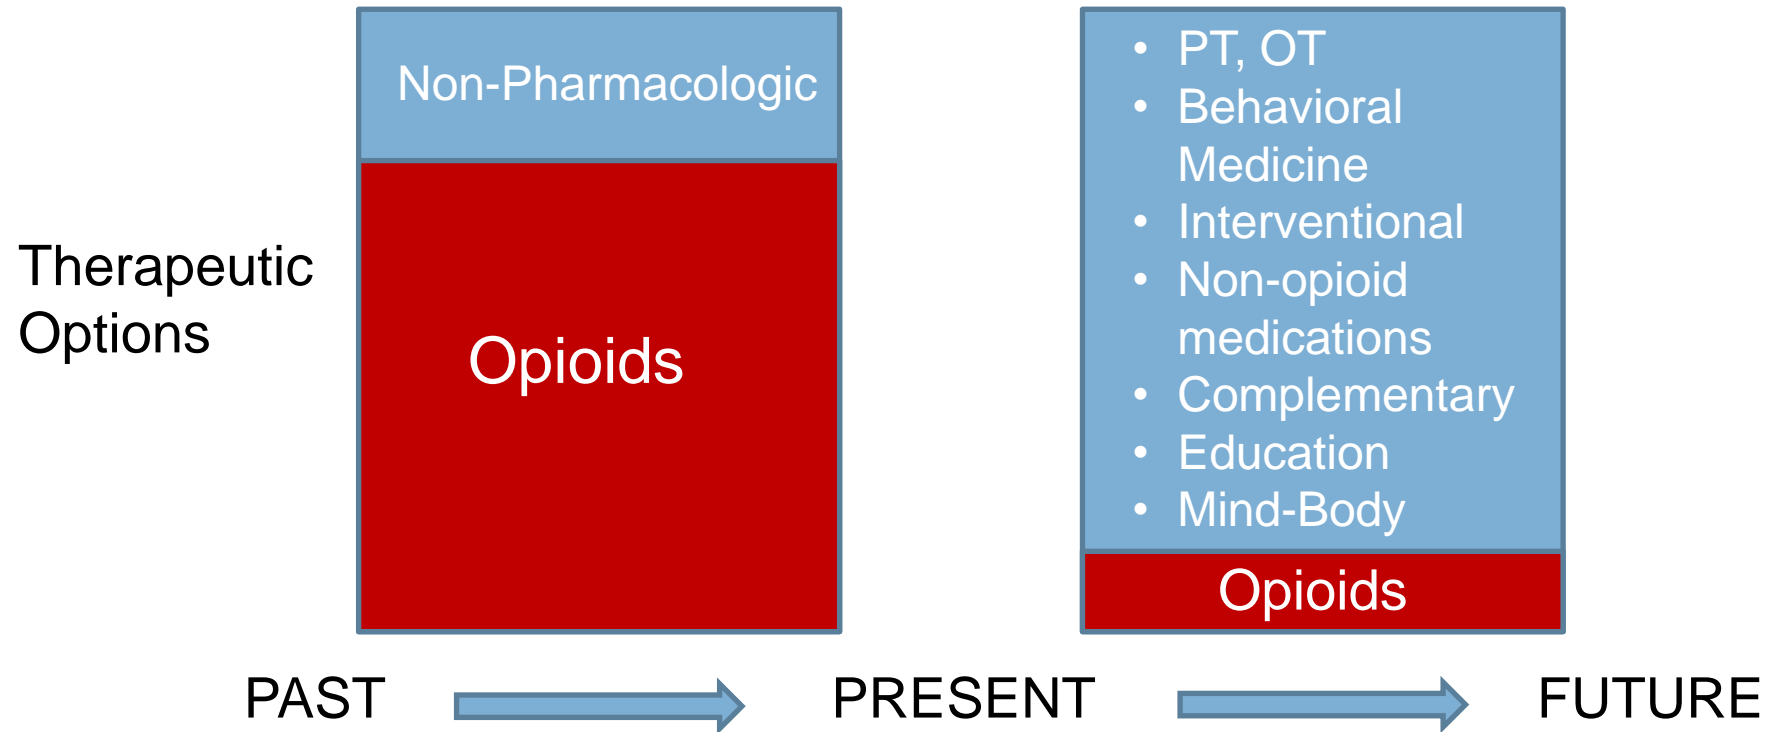 Therapeutic
Options
Non-Pharmacologic
Opioids
• PT, OT
• Behavioral
Medicine
• Interventional
• Non-opioid
medications
• Complementary
• Education
• Mind-Body
Opioids
PAST
PRESENT
FUTURE